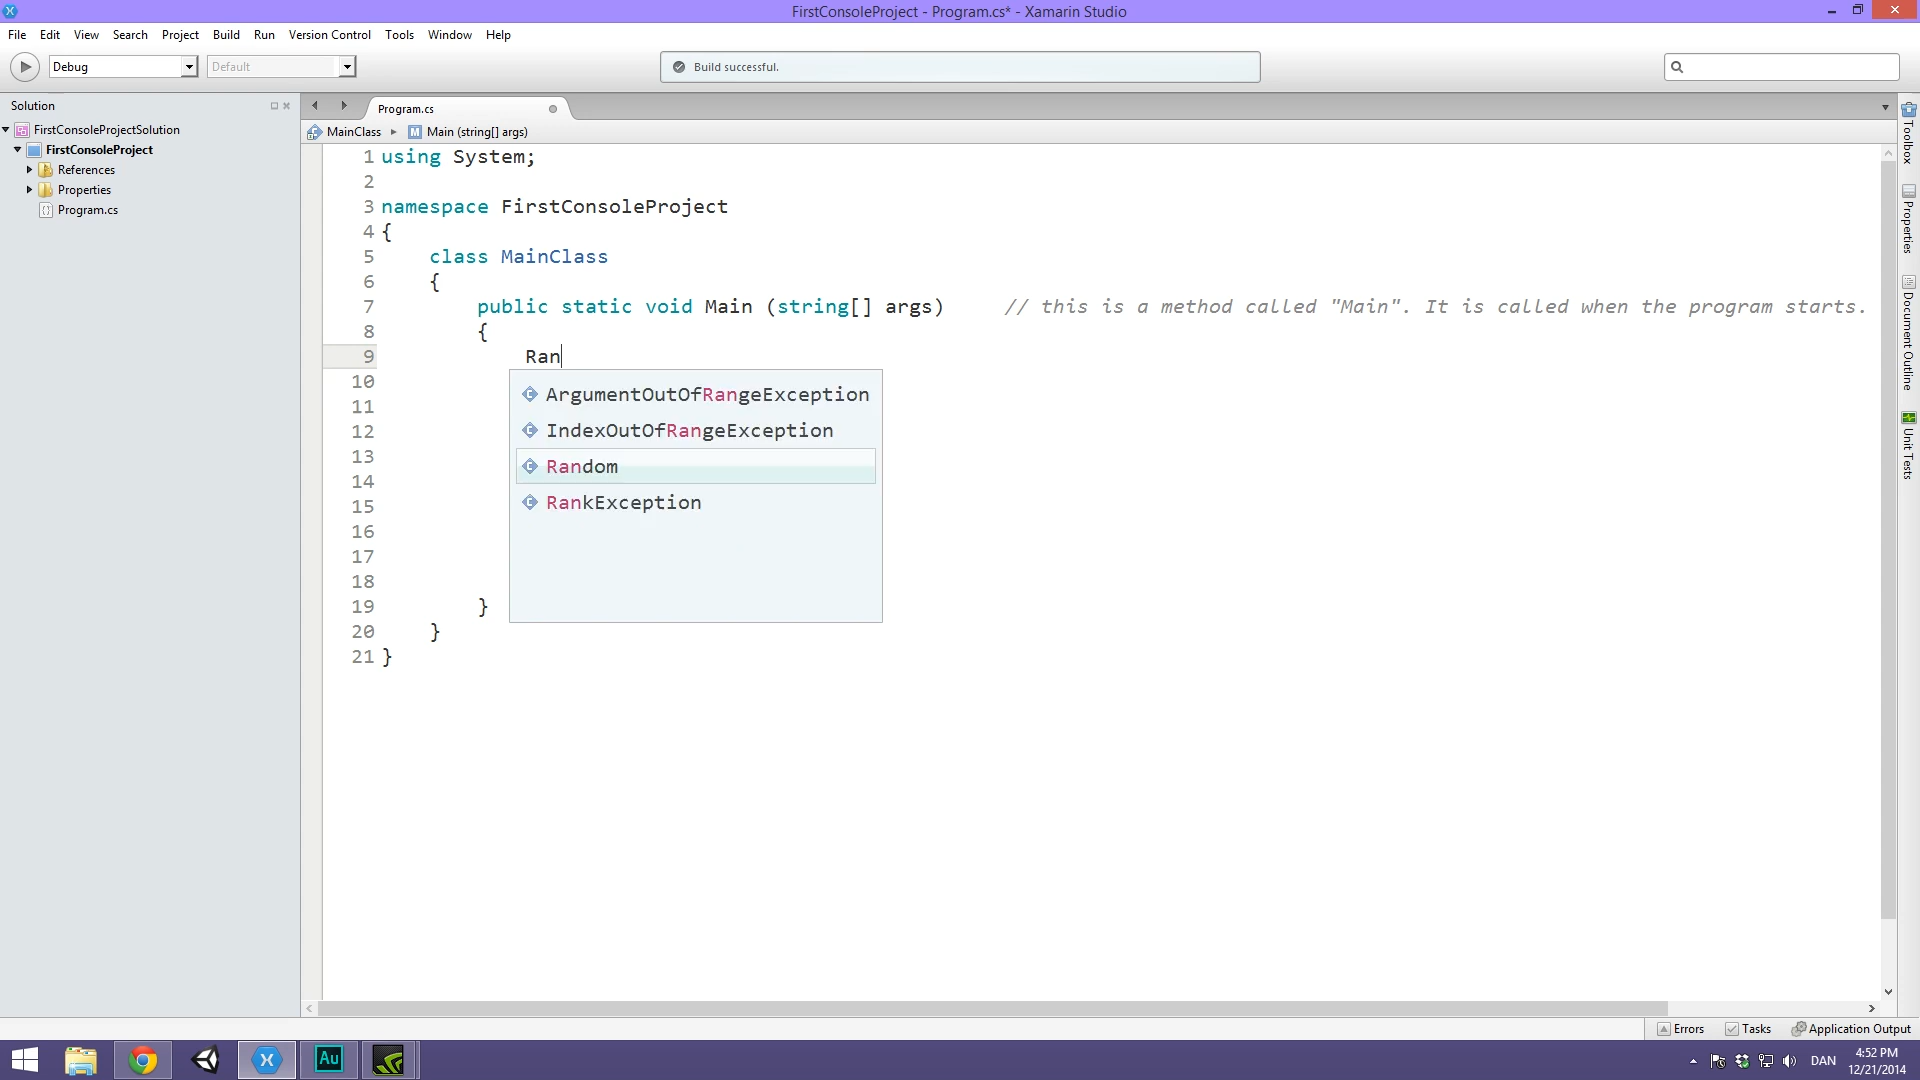 FirstConsoleProject - Program.cs* - Xamarin Studio
File Edit View Search Project Build Run Version Control Tools Window Help
Debug Default Build successful.
Solution
FirstConsoleProjectSolution
FirstConsoleProject
References
Properties
Program.cs
Program.cs
MainClass M Main (string[] args)
1 using System;
2
3 namespace FirstConsoleProject
4 {
5 class MainClass
6 {
7 public static void Main (string[] args) // this is a method called "Main". It is called when the program starts.
8 {
9 Ran
10
11
12
13
14
15
16
17
18
19 }
20 }
21 }
ArgumentOutOfRangeException
IndexOutOfRangeException
Random
RankException
Toolbox
Properties
Document Outline
Unit Tests
Errors Tasks Application Output
Au
DAN
4:52 PM
12/21/2014